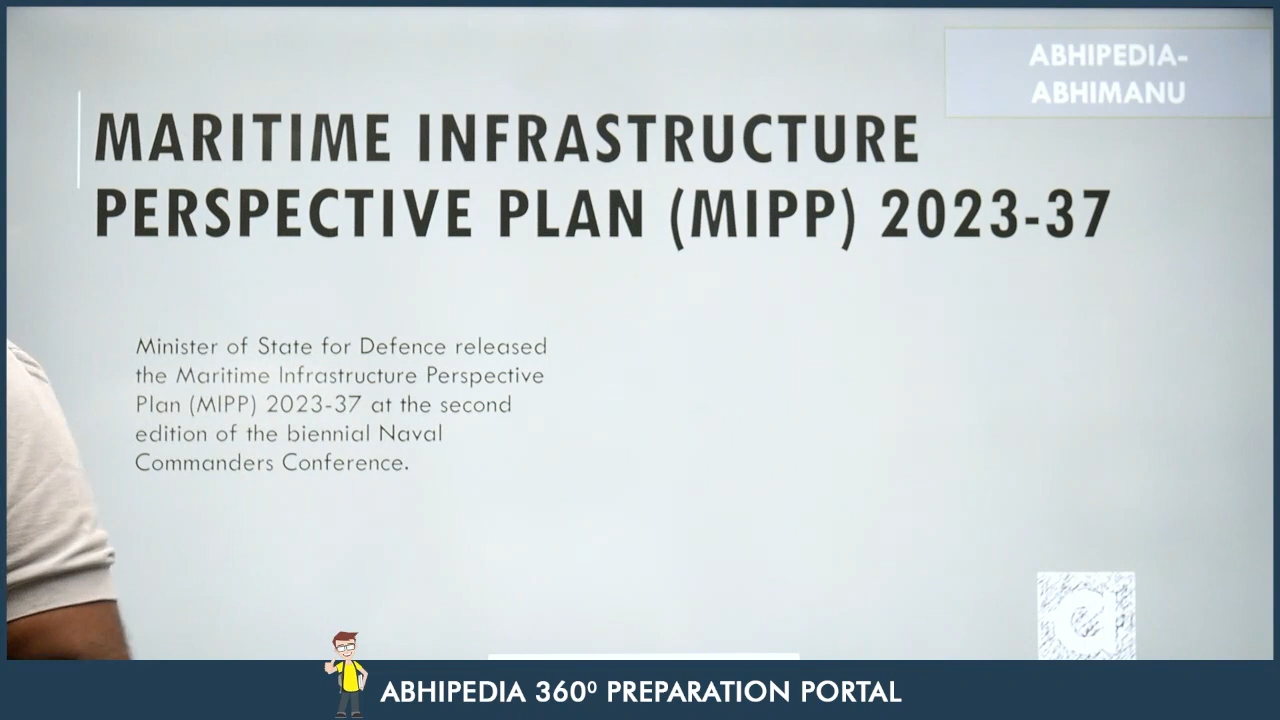 ABHIPEDIA-
ABHIMANU
MARITIME INFRASTRUCTURE
PERSPECTIVE PLAN (MIPP) 2023-37
Minister of State for Defence released
the Maritime Infrastructure Perspective
Plan (MIPP) 2023-37 at the second
edition of the biennial Naval
Commanders Conference.
ABHIPEDIA 360⁰ PREPARATION PORTAL